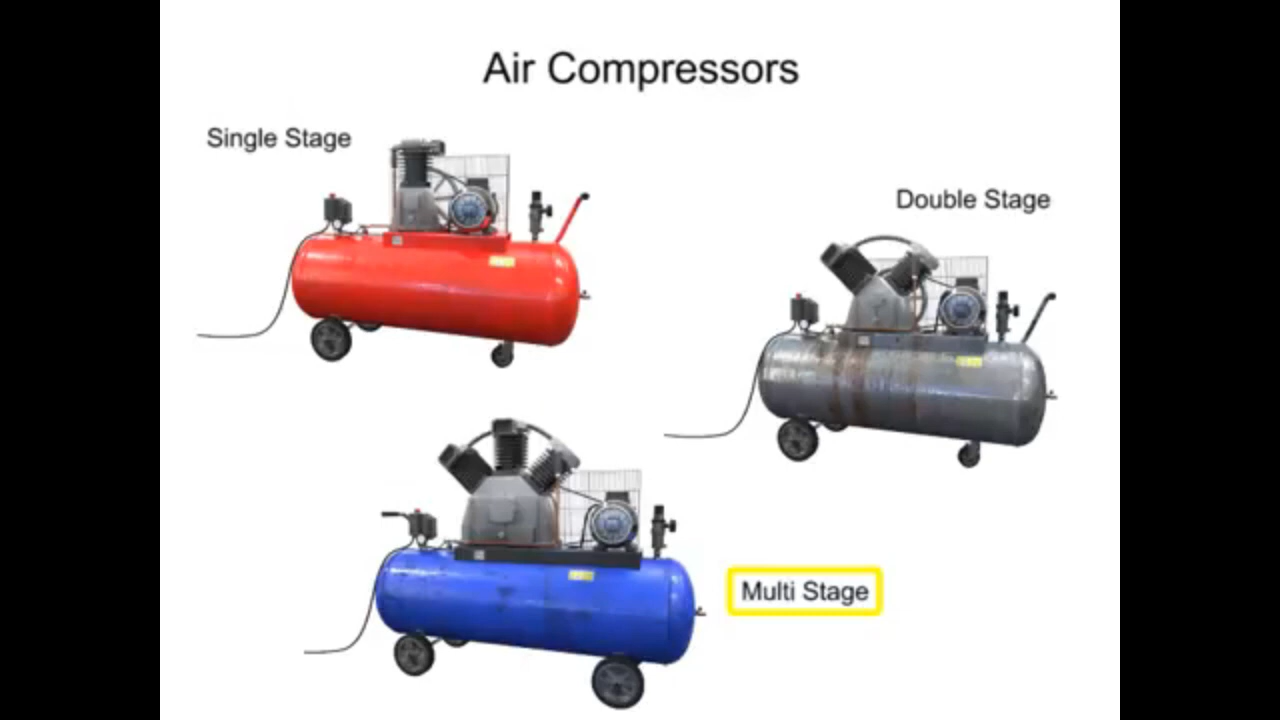 Air Compressors
Single Stage
Double Stage
Multi Stage